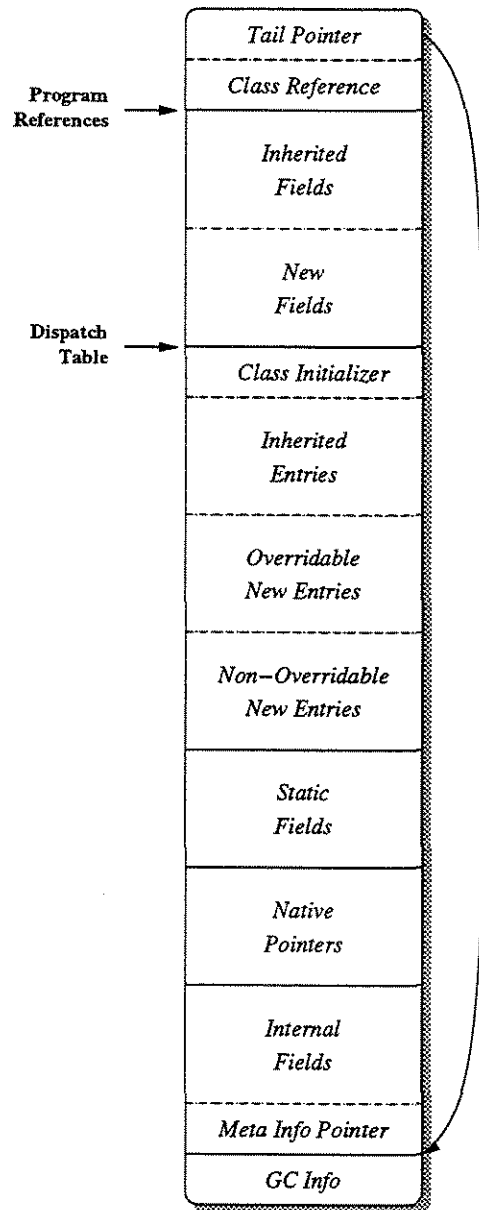 Tail Pointer
Class Reference
Program
References
Inherited
Fields
New
Fields
Dispatch
Table
Class Initializer
Inherited
Entries
Overridable
New Entries
Non-Overridable
New Entries
Static
Fields
Native
Pointers
Internal
Fields
Meta Info Pointer
GC Info